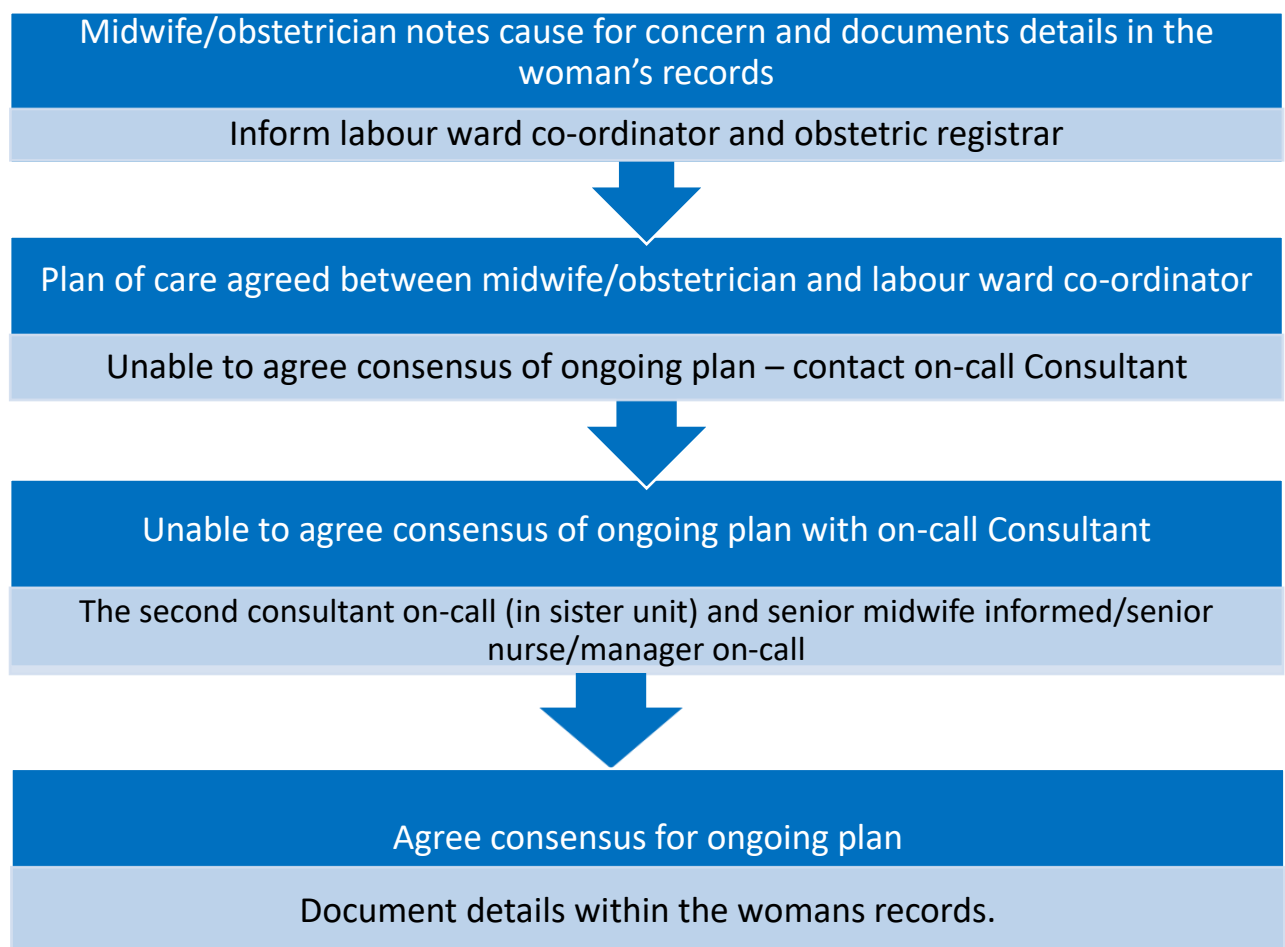 Midwife/obstetrician notes cause for concern and documents details in the
woman’s records
Inform labour ward co-ordinator and obstetric registrar
Plan of care agreed between midwife/obstetrician and labour ward co-ordinator
Unable to agree consensus of ongoing plan – contact on-call Consultant
Unable to agree consensus of ongoing plan with on-call Consultant
The second consultant on-call (in sister unit) and senior midwife informed/senior
nurse/manager on-call
Agree consensus for ongoing plan
Document details within the womans records.